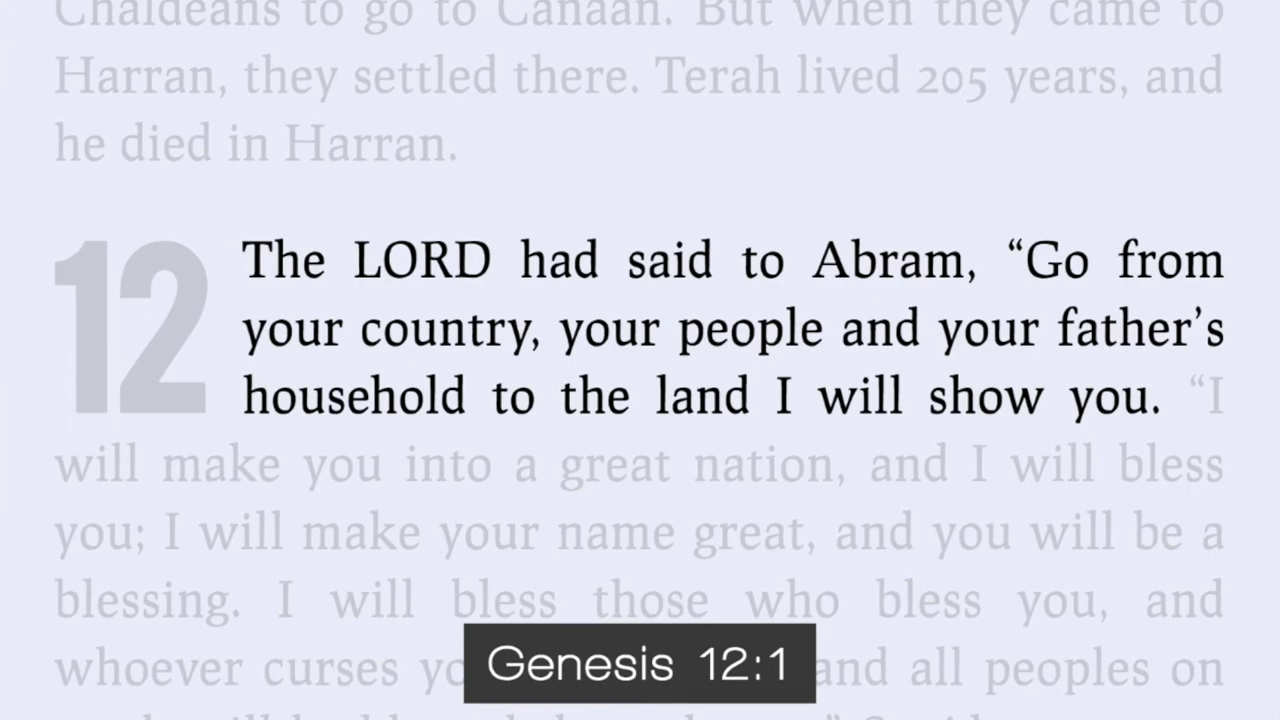 Chaldeans to go to Canaan. But when they came to
Harran, they settled there. Terah lived 205 years, and
he died in Harran.
12
The LORD had said to Abram, “Go from
your country, your people and your father’s
household to the land I will show you. “I
will make you into a great nation, and I will bless
you; I will make your name great, and you will be a
blessing. I will bless those who bless you, and
whoever curses and all peoples on
Genesis 12:1